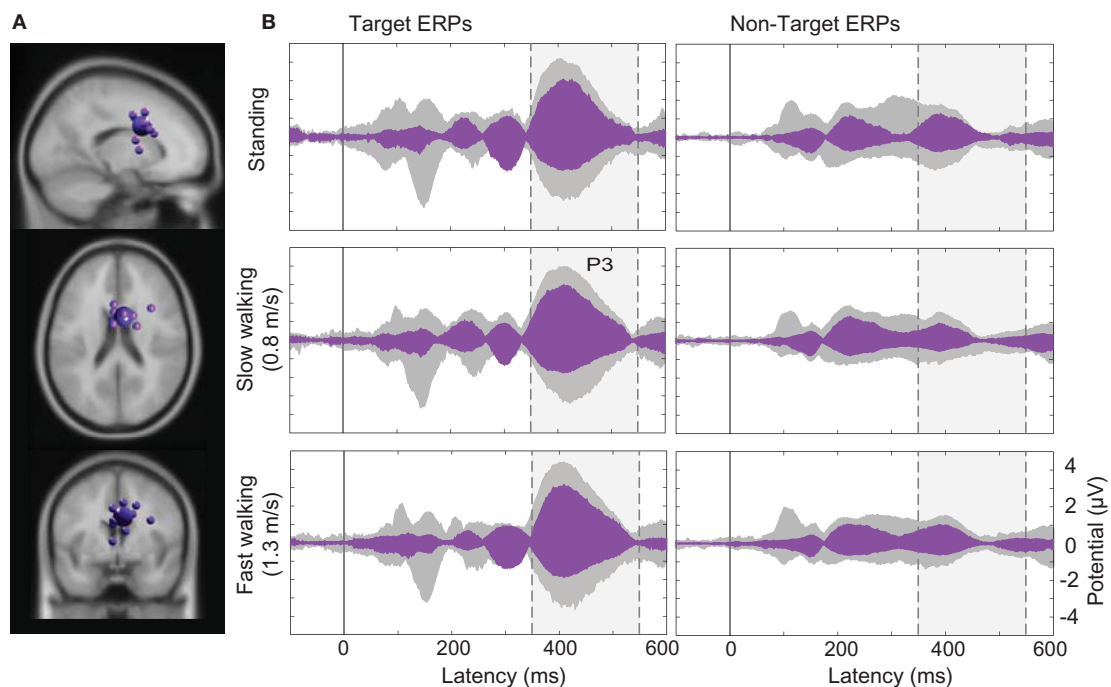 A
B
Target ERPs
Non-Target ERPs
Standing
Slow walking
(0.8 m/s)
P3
Fast walking
(1.3 m/s)
4
2
0
-2
-4
Potential (µV)
0
200
400
600
0
200
400
600
Latency (ms)
Latency (ms)